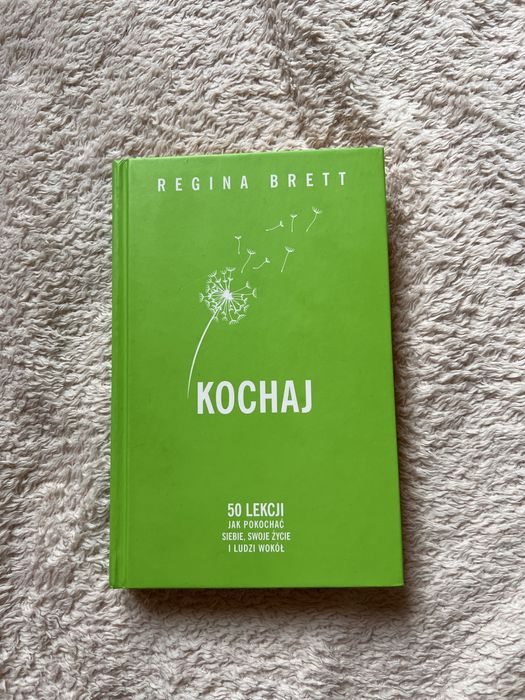 REGINA BRETT
KOCHAJ
50 LEKCJI
JAK POKOCHAĆ
SIEBIE, SWOJE ŻYCIE
I LUDZI WOKÓŁ